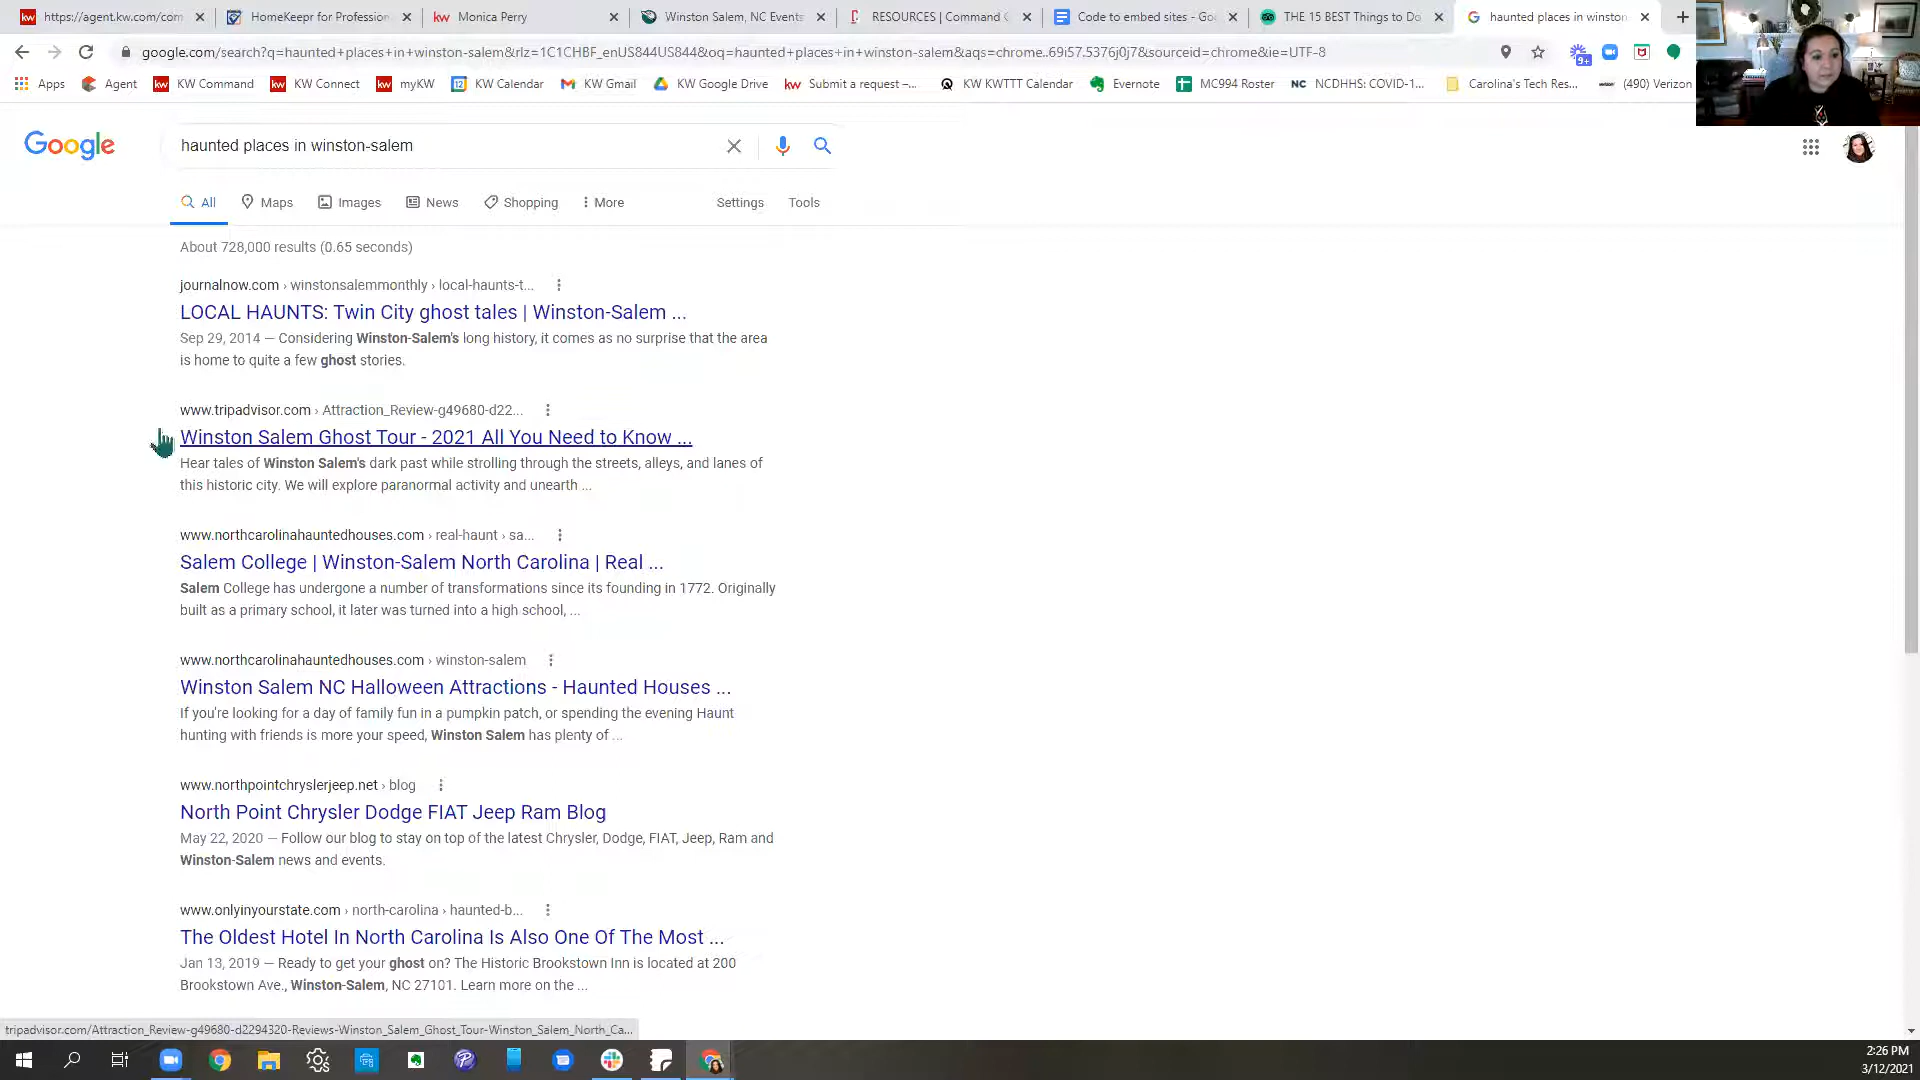 https://agent.kw.com/com
HomeKeepr for Profession
Monica Perry
Winston Salem, NC Events
RESOURCES | Command C
Code to embed sites - Goo
THE 15 BEST Things to Do
haunted places in winston
google.com/search?q=haunted+places+in+winston-salem&rlz=1C1CHBF_enUS844US844&oq=haunted+places+in+winston-salem&aqs=chrome..69i57.5376j0j7&sourceid=chrome&ie=UTF-8
9+
Apps
Agent
KW Command
KW Connect
myKW
KW Calendar
KW Gmail
KW Google Drive
Submit a request –...
KW KWTTT Calendar
Evernote
MC994 Roster
NC NCDHHS: COVID-1...
Carolina's Tech Res...
(490) Verizon
Google
haunted places in winston-salem
All
Maps
Images
News
Shopping
More
Settings
Tools
About 728,000 results (0.65 seconds)
journalnow.com › winstonsalemmonthly › local-haunts-t...
LOCAL HAUNTS: Twin City ghost tales | Winston-Salem ...
Sep 29, 2014 — Considering Winston-Salem's long history, it comes as no surprise that the area
is home to quite a few ghost stories.
www.tripadvisor.com › Attraction_Review-g49680-d22...
Winston Salem Ghost Tour - 2021 All You Need to Know ...
Hear tales of Winston Salem's dark past while strolling through the streets, alleys, and lanes of
this historic city. We will explore paranormal activity and unearth ...
www.northcarolinahauntedhouses.com › real-haunt › sa...
Salem College | Winston-Salem North Carolina | Real ...
Salem College has undergone a number of transformations since its founding in 1772. Originally
built as a primary school, it later was turned into a high school, ...
www.northcarolinahauntedhouses.com › winston-salem
Winston Salem NC Halloween Attractions - Haunted Houses ...
If you're looking for a day of family fun in a pumpkin patch, or spending the evening Haunt
hunting with friends is more your speed, Winston Salem has plenty of ...
www.northpointchryslerjeep.net › blog
North Point Chrysler Dodge FIAT Jeep Ram Blog
May 22, 2020 — Follow our blog to stay on top of the latest Chrysler, Dodge, FIAT, Jeep, Ram and
Winston-Salem news and events.
www.onlyinyourstate.com › north-carolina › haunted-b...
The Oldest Hotel In North Carolina Is Also One Of The Most ...
Jan 13, 2019 — Ready to get your ghost on? The Historic Brookstown Inn is located at 200
Brookstown Ave., Winston-Salem, NC 27101. Learn more on the ...
tripadvisor.com/Attraction_Review-g49680-d2294320-Reviews-Winston_Salem_Ghost_Tour-Winston_Salem_North_Ca...
2:26 PM
3/12/2021